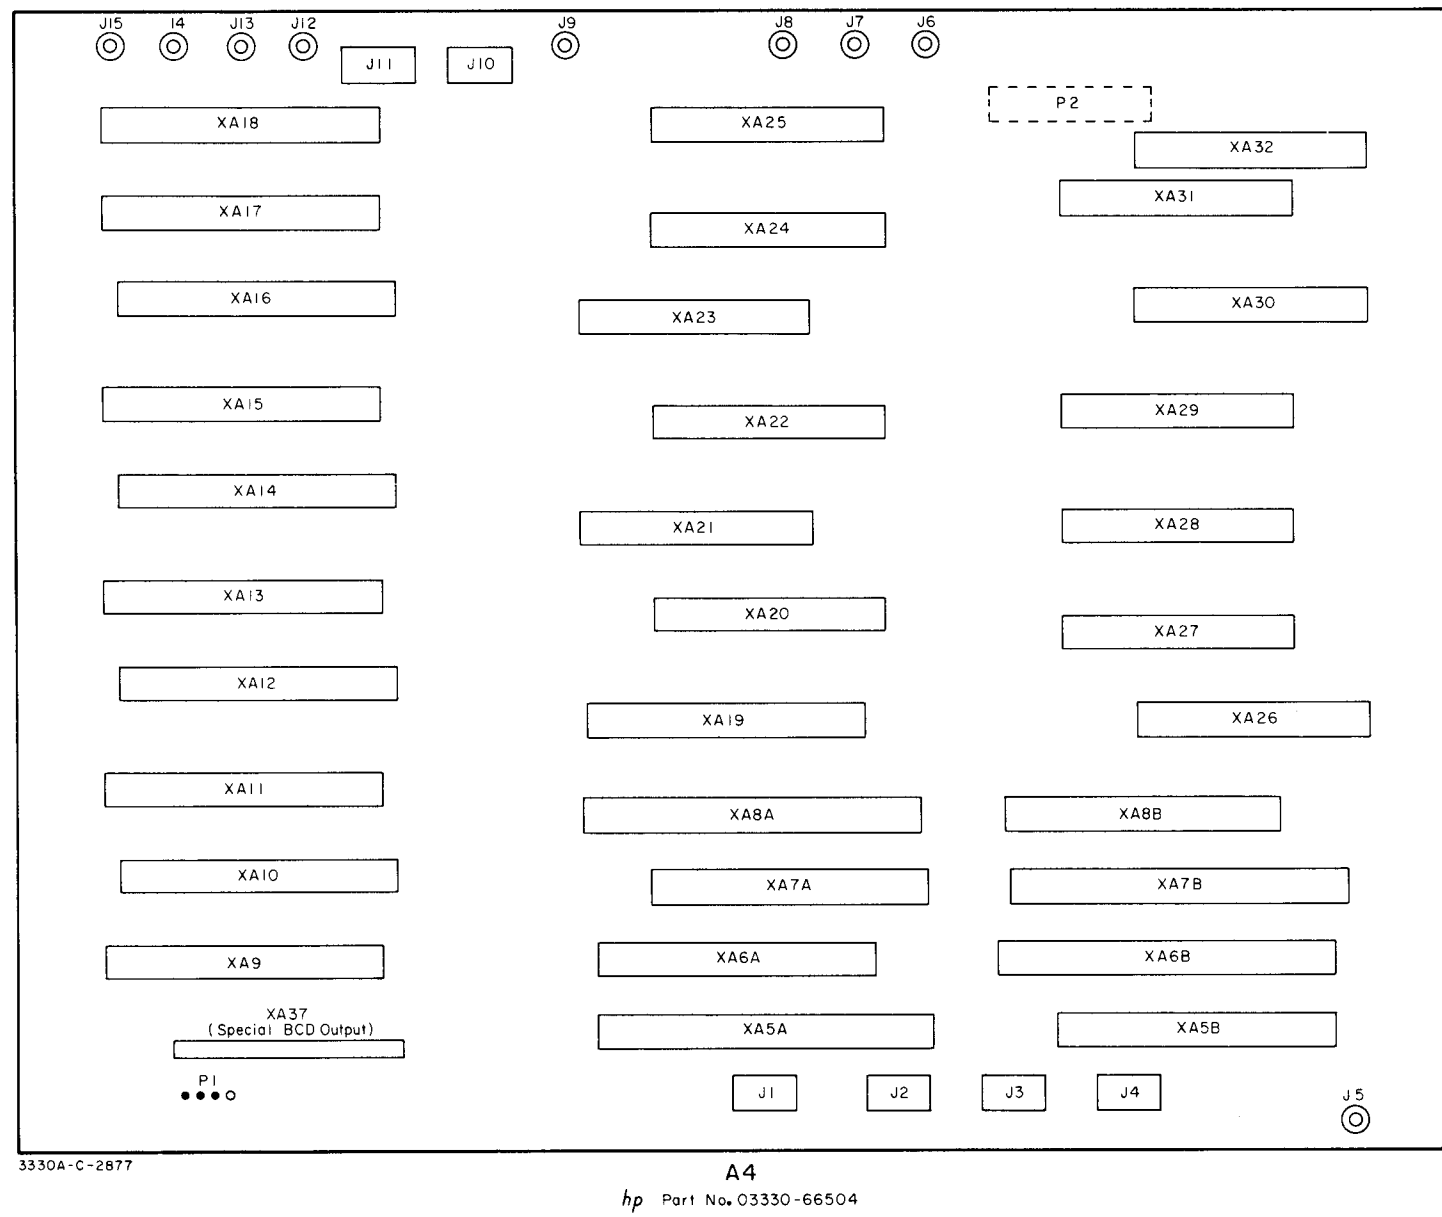 J15 14 J13 J12 J9 J8 J7 J6
J11 J10
P2
XA18 XA25
XA32
XA31
XA17 XA24
XA16 XA23 XA30
XA15 XA22 XA29
XA14 XA21 XA28
XA13 XA20 XA27
XA12 XA19 XA26
XA11 XA8A XA8B
XA10 XA7A XA7B
XA9 XA6A XA6B
XA37
(Special BCD Output) XA5A XA5B
P1 J1 J2 J3 J4 J5
3330A-C-2877
A4
hp Part No. 03330-66504